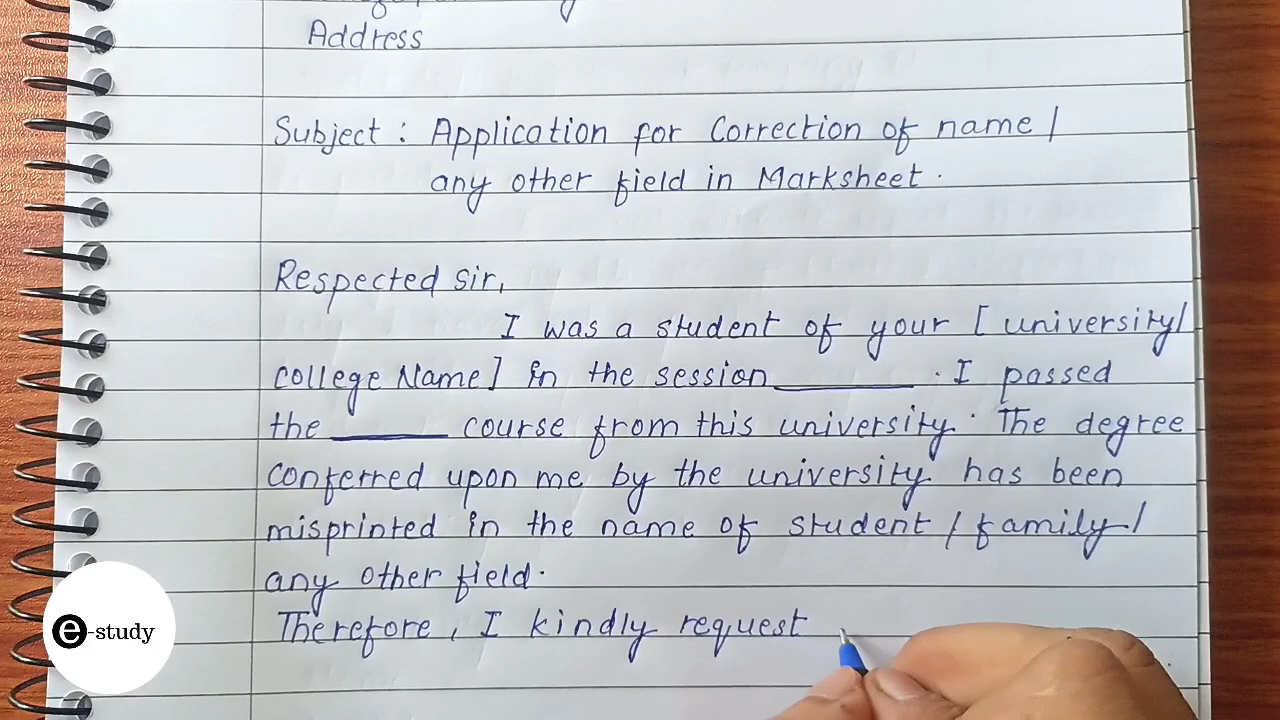 Address
Subject : Application for Correction of name /
any other field in Marksheet.
Respected Sir,
I was a student of your [ university/
college Name] in the session ________ . I passed
the ______ course from this university. The degree
conferred upon me by the university has been
misprinted in the name of student / family /
any other field.
Therefore, I kindly request
e-study